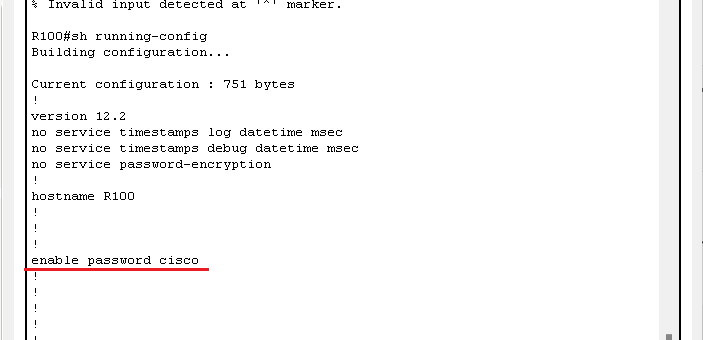 % Invalid input detected at '^' marker.
R100#sh running-config
Building configuration...
Current configuration : 751 bytes
!
version 12.2
no service timestamps log datetime msec
no service timestamps debug datetime msec
no service password-encryption
!
hostname R100
!
!
!
enable password cisco
!
!
!
!
!